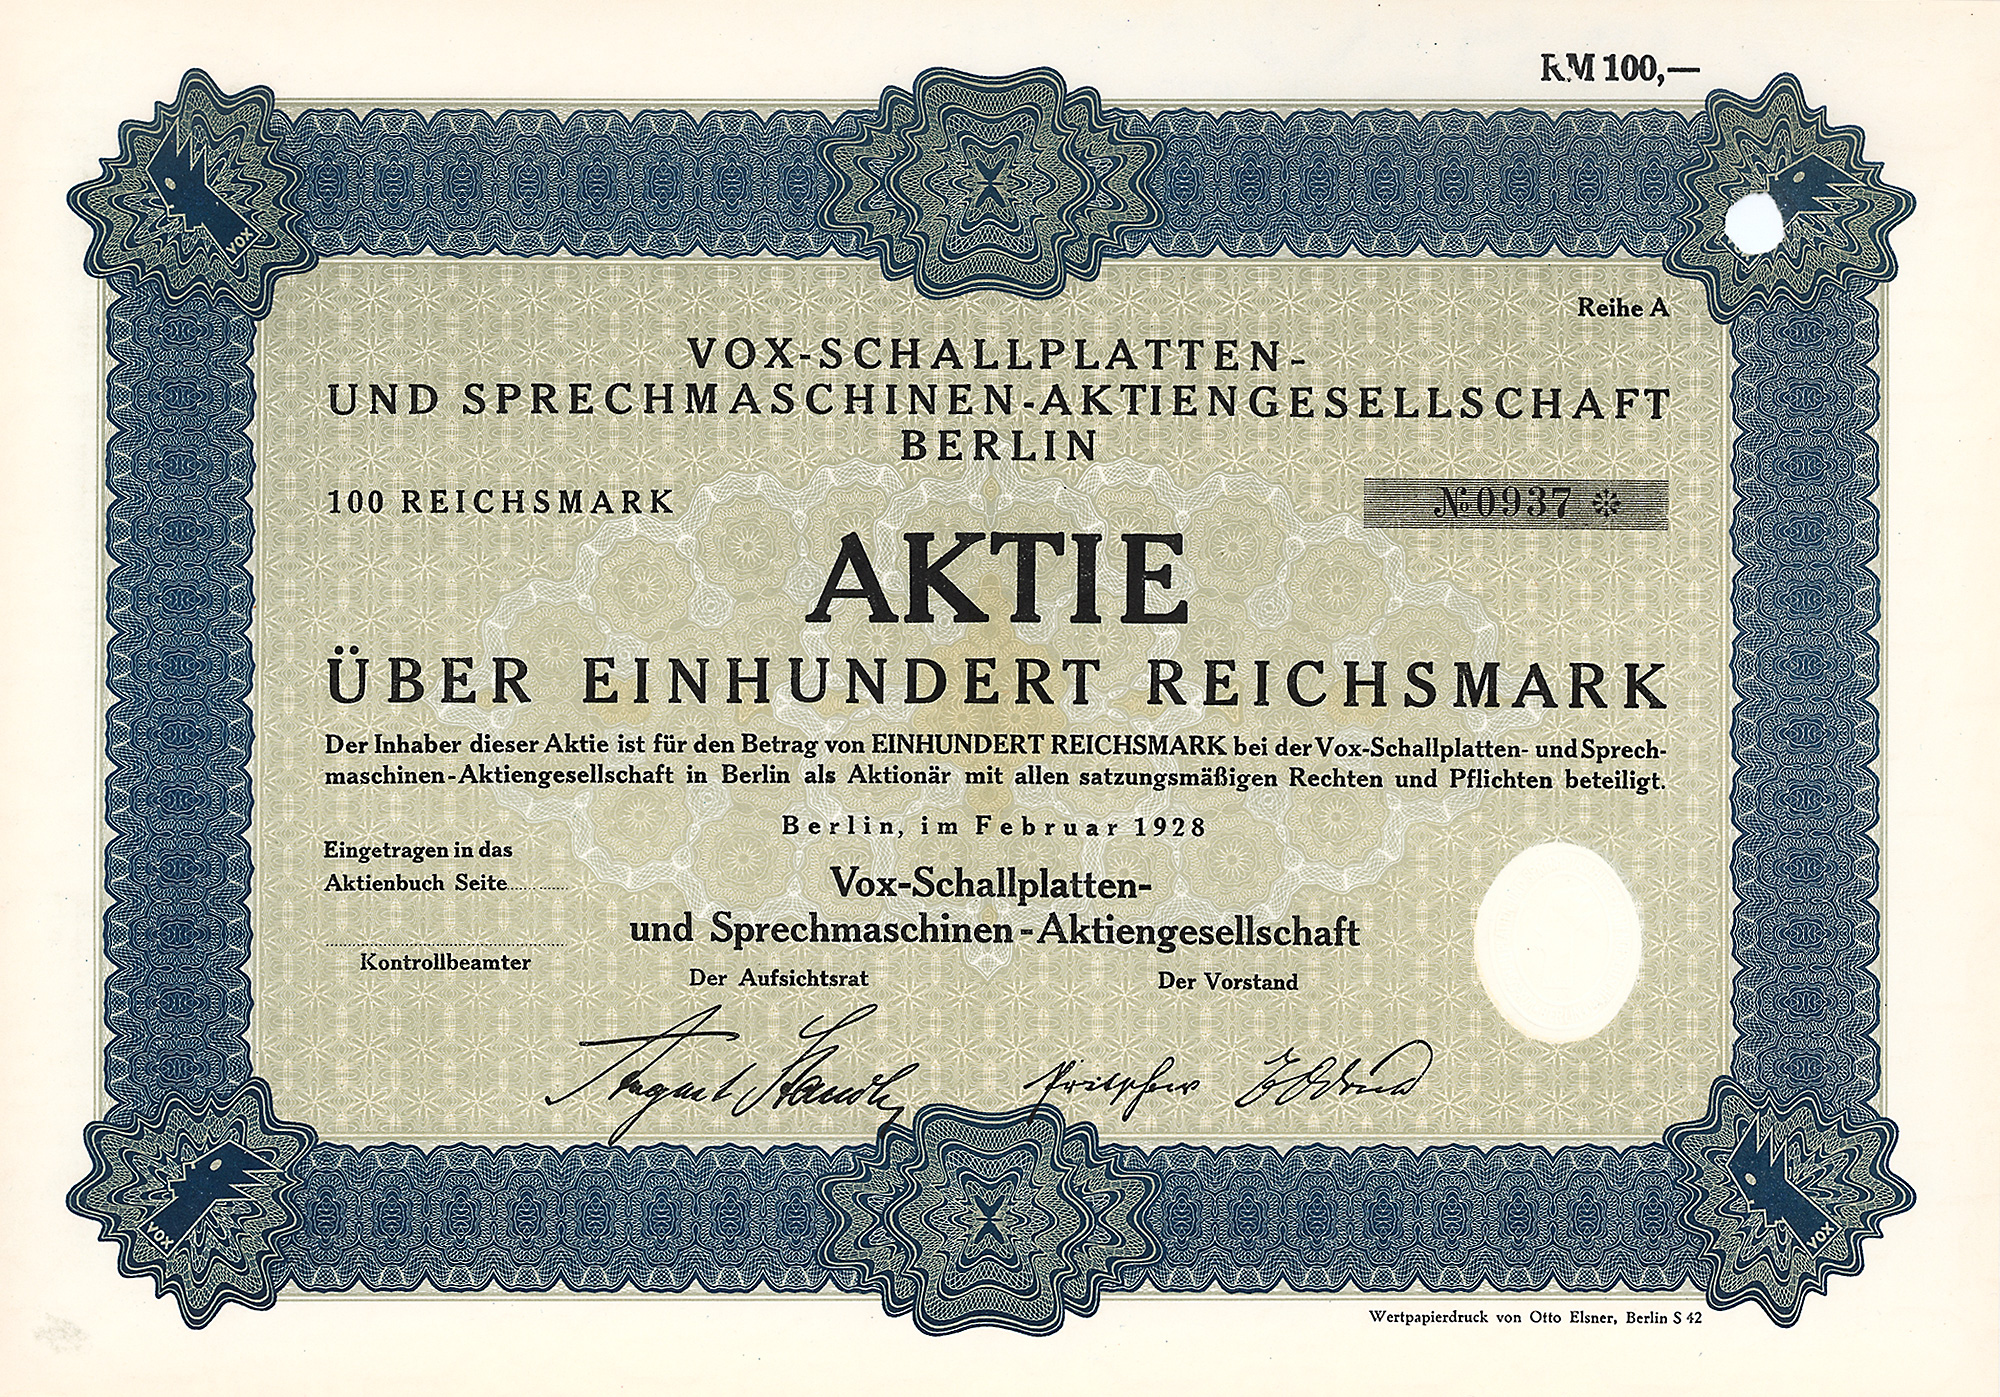 RM 100,—
VOX
Reihe A
VOX-SCHALLPLATTEN-
UND SPRECHMASCHINEN-AKTIENGESELLSCHAFT
BERLIN
100 REICHSMARK
№ 0937 *
AKTIE
ÜBER EINHUNDERT REICHSMARK
Der Inhaber dieser Aktie ist für den Betrag von EINHUNDERT REICHSMARK bei der Vox-Schallplatten- und Sprech-
maschinen-Aktiengesellschaft in Berlin als Aktionär mit allen satzungsmäßigen Rechten und Pflichten beteiligt.
Berlin, im Februar 1928
Eingetragen in das
Aktienbuch Seite
Vox-Schallplatten-
und Sprechmaschinen-Aktiengesellschaft
Kontrollbeamter
Der Aufsichtsrat
Der Vorstand
August
VOX
VOX
Wertpapierdruck von Otto Elsner, Berlin S 42